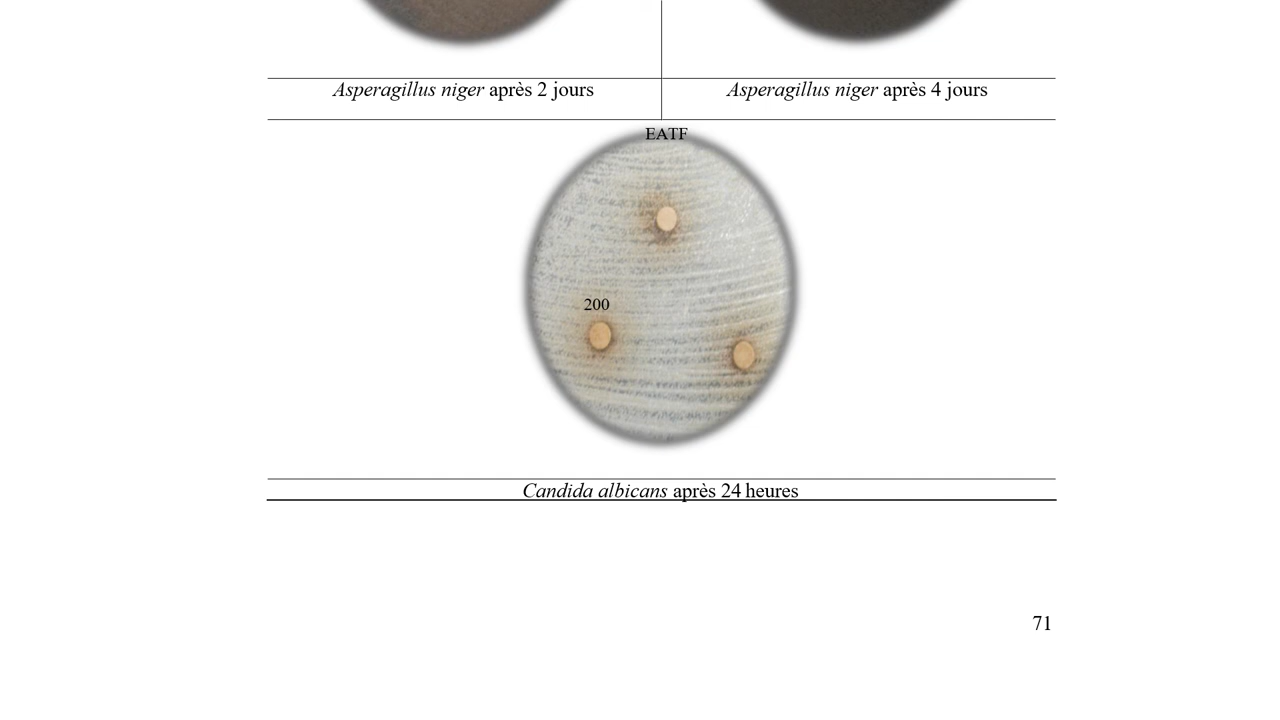 Asperagillus niger après 2 jours
Asperagillus niger après 4 jours
EATF
200
Candida albicans après 24 heures
71